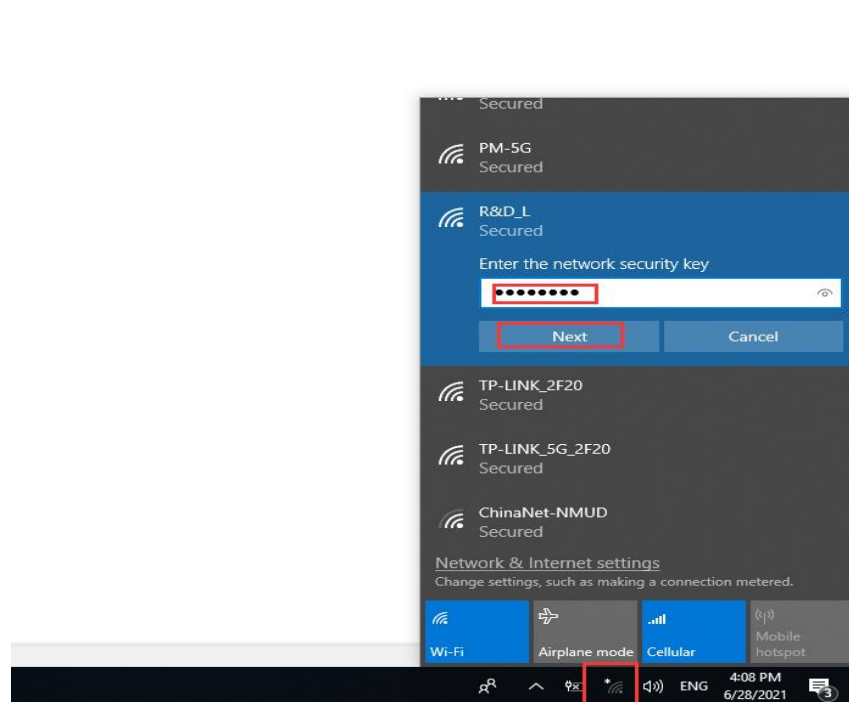 Secured
PM-5G
Secured
R&D_L
Secured
Enter the network security key
Next Cancel
TP-LINK_2F20
Secured
TP-LINK_5G_2F20
Secured
ChinaNet-NMUD
Secured
Network & Internet settings
Change settings, such as making a connection metered.
Wi-Fi Airplane mode Cellular Mobile hotspot
ENG 4:08 PM
6/28/2021 3